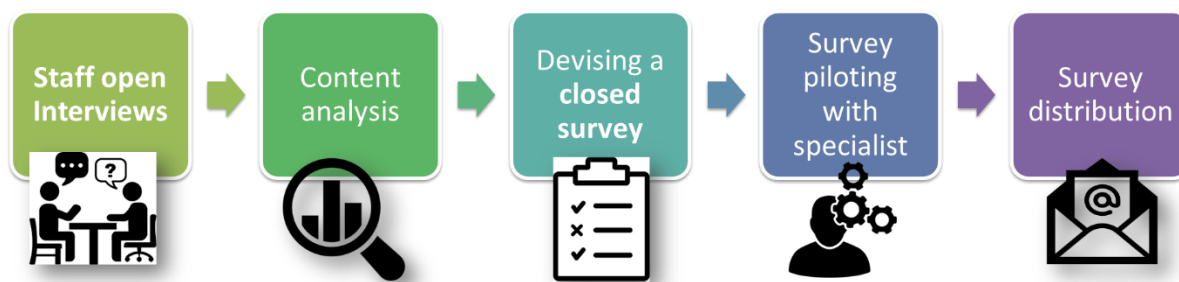 Staff open
Interviews
Content
analysis
Devising a
closed
survey
Survey
piloting
with
specialist
Survey
distribution
?
@